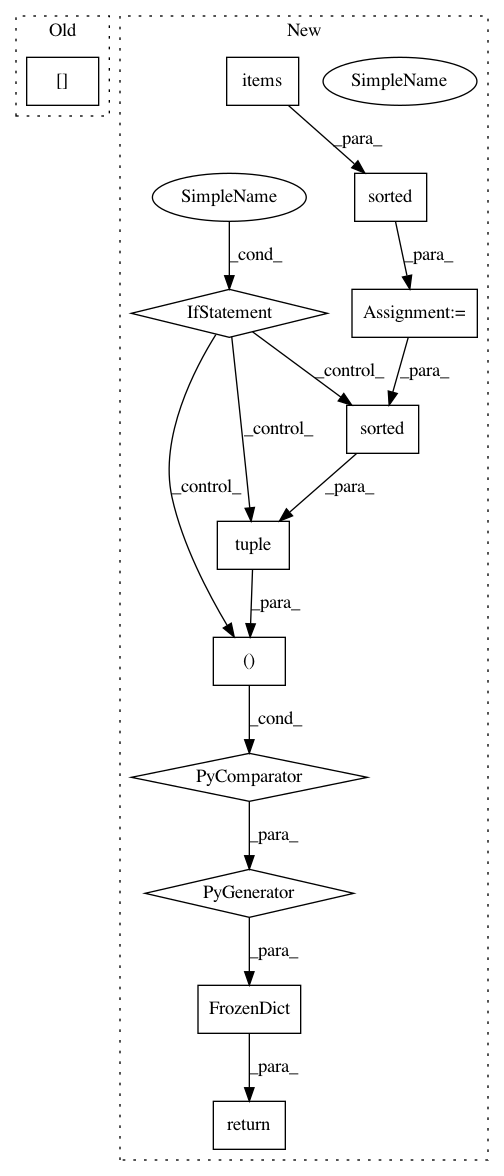 Old
New
[]
items
SimpleName
_para_
SimpleName
sorted
_cond_
_para_
IfStatement
Assignment:=
_control_
_para_
_control_
sorted
_control_
_para_
tuple
_para_
()
_cond_
PyComparator
_para_
PyGenerator
_para_
FrozenDict
_para_
return